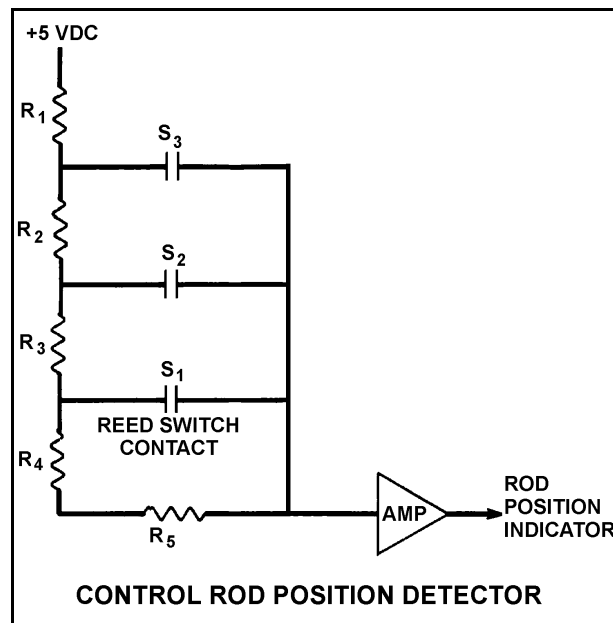 +5 VDC
R1
S3
R2
S2
R3
S1
REED SWITCH
CONTACT
R4
R5
AMP
ROD
POSITION
INDICATOR
CONTROL ROD POSITION DETECTOR